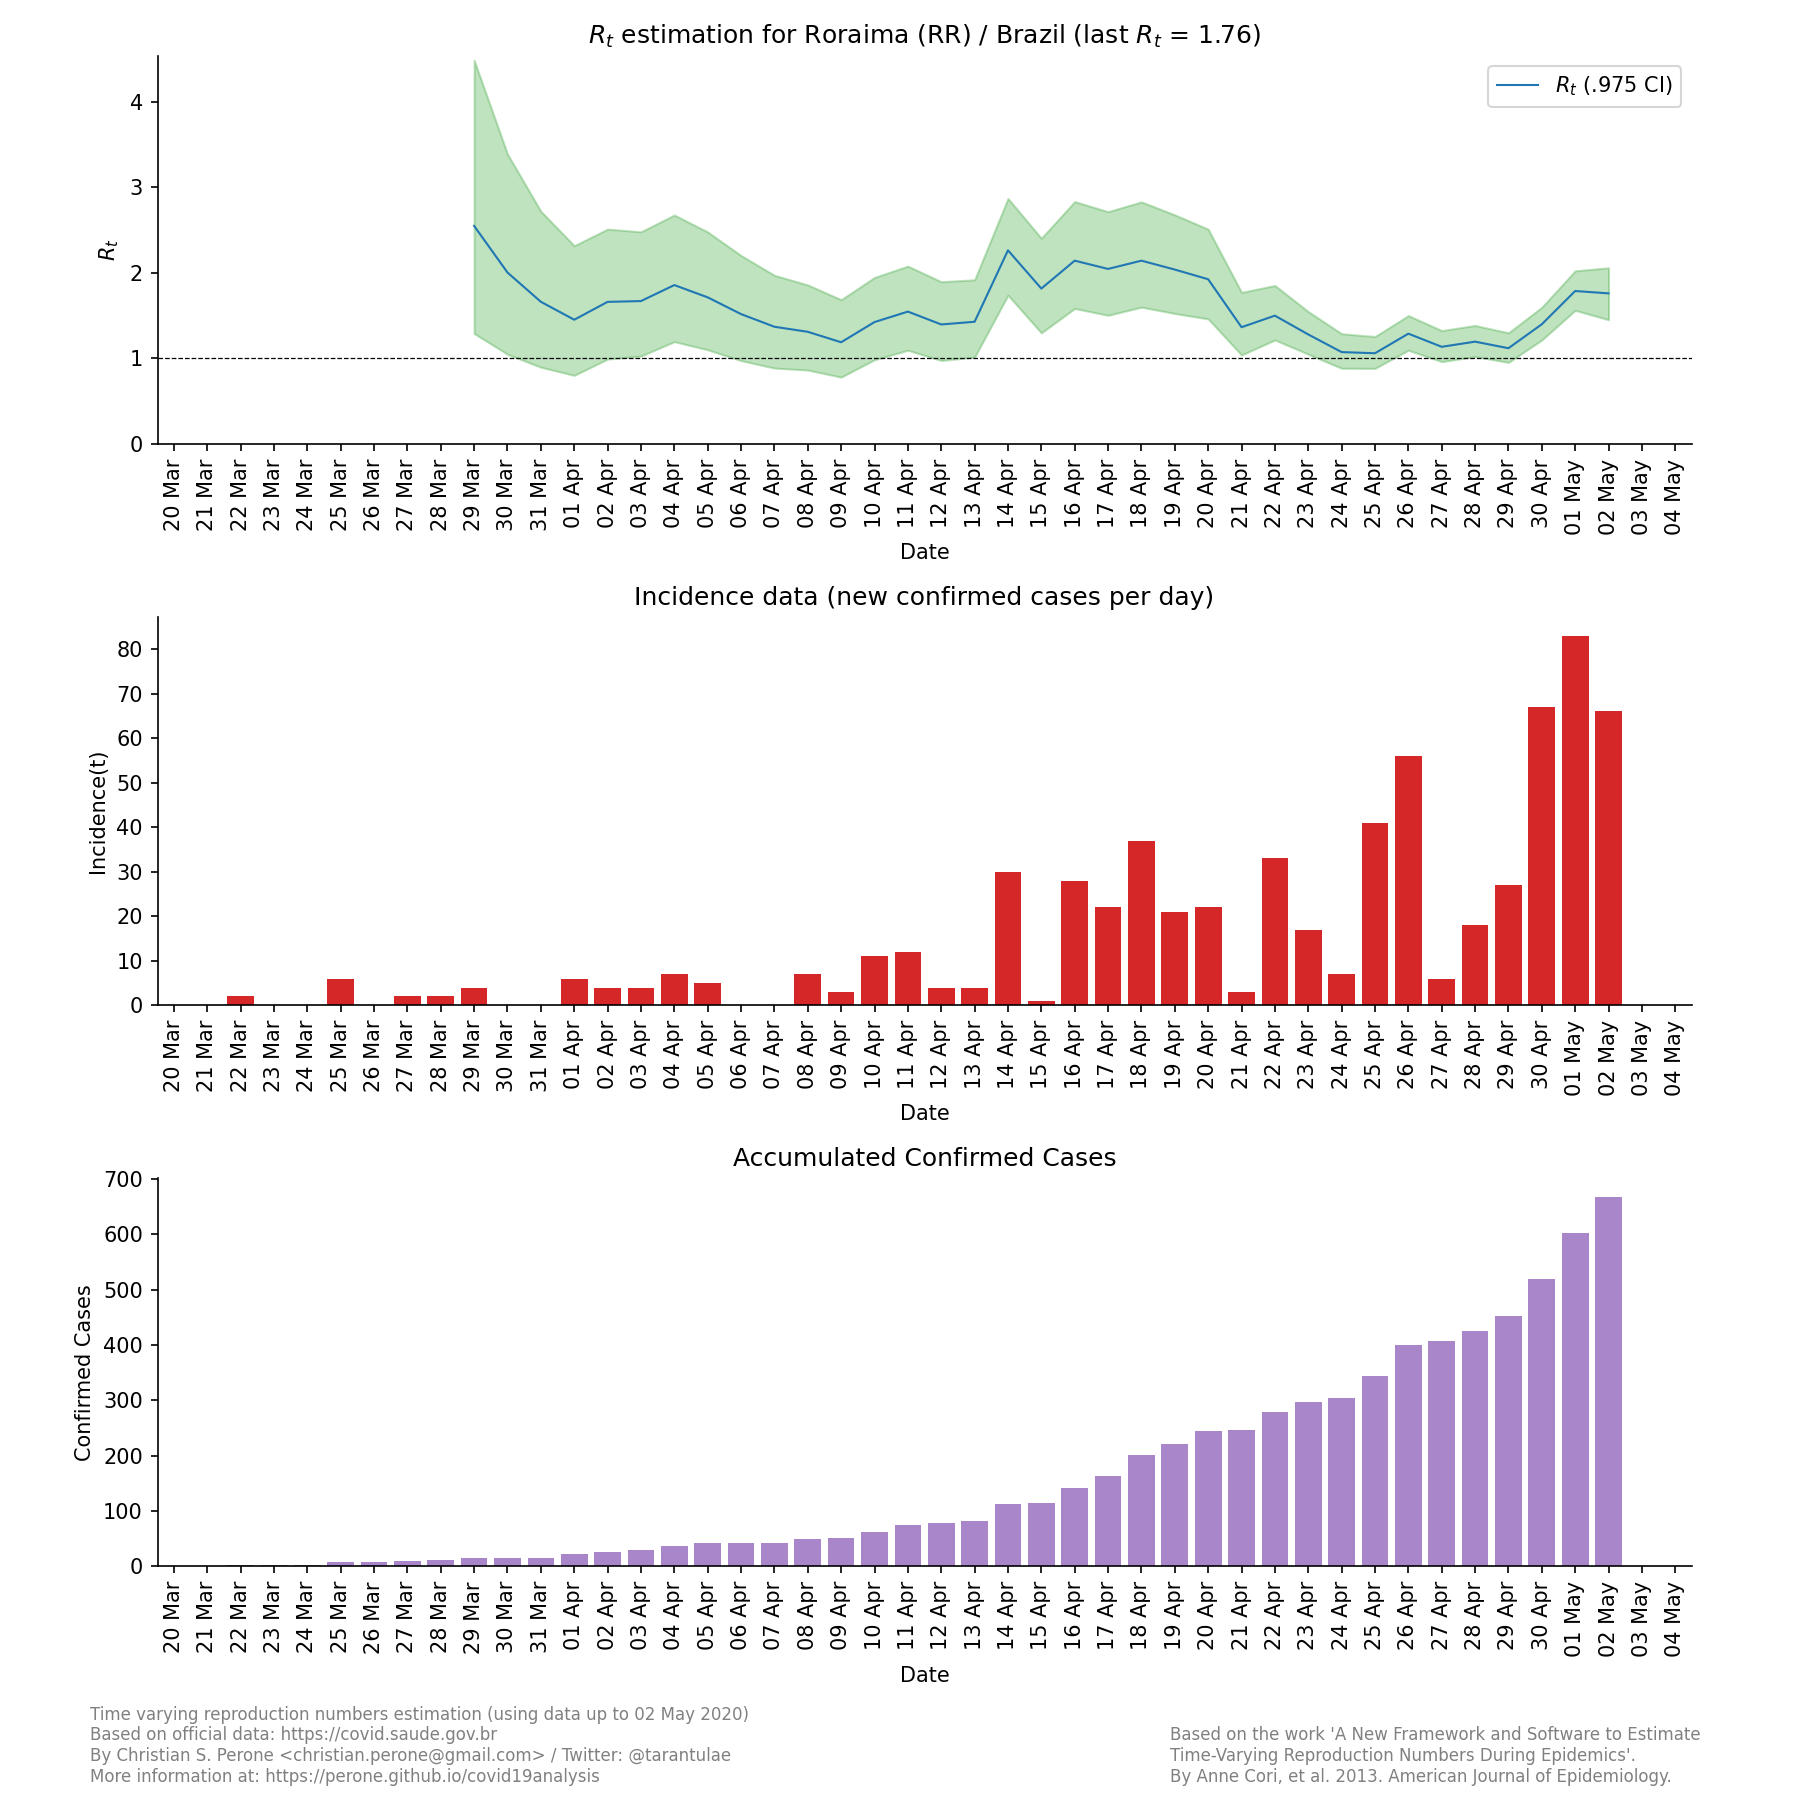 Rt estimation for Roraima (RR) / Brazil (last Rt = 1.76)
Rt (.975 CI)
Rt
4
3
2
1
0
20 Mar 21 Mar 22 Mar 23 Mar 24 Mar 25 Mar 26 Mar 27 Mar 28 Mar 29 Mar 30 Mar 31 Mar 01 Apr 02 Apr 03 Apr 04 Apr 05 Apr 06 Apr 07 Apr 08 Apr 09 Apr 10 Apr 11 Apr 12 Apr 13 Apr 14 Apr 15 Apr 16 Apr 17 Apr 18 Apr 19 Apr 20 Apr 21 Apr 22 Apr 23 Apr 24 Apr 25 Apr 26 Apr 27 Apr 28 Apr 29 Apr 30 Apr 01 May 02 May 03 May 04 May
Date
Incidence data (new confirmed cases per day)
Incidence(t)
80
70
60
50
40
30
20
10
0
20 Mar 21 Mar 22 Mar 23 Mar 24 Mar 25 Mar 26 Mar 27 Mar 28 Mar 29 Mar 30 Mar 31 Mar 01 Apr 02 Apr 03 Apr 04 Apr 05 Apr 06 Apr 07 Apr 08 Apr 09 Apr 10 Apr 11 Apr 12 Apr 13 Apr 14 Apr 15 Apr 16 Apr 17 Apr 18 Apr 19 Apr 20 Apr 21 Apr 22 Apr 23 Apr 24 Apr 25 Apr 26 Apr 27 Apr 28 Apr 29 Apr 30 Apr 01 May 02 May 03 May 04 May
Date
Accumulated Confirmed Cases
Confirmed Cases
700
600
500
400
300
200
100
0
20 Mar 21 Mar 22 Mar 23 Mar 24 Mar 25 Mar 26 Mar 27 Mar 28 Mar 29 Mar 30 Mar 31 Mar 01 Apr 02 Apr 03 Apr 04 Apr 05 Apr 06 Apr 07 Apr 08 Apr 09 Apr 10 Apr 11 Apr 12 Apr 13 Apr 14 Apr 15 Apr 16 Apr 17 Apr 18 Apr 19 Apr 20 Apr 21 Apr 22 Apr 23 Apr 24 Apr 25 Apr 26 Apr 27 Apr 28 Apr 29 Apr 30 Apr 01 May 02 May 03 May 04 May
Date
Time varying reproduction numbers estimation (using data up to 02 May 2020)
Based on official data: https://covid.saude.gov.br
By Christian S. Perone <christian.perone@gmail.com> / Twitter: @tarantulae
More information at: https://perone.github.io/covid19analysis
Based on the work 'A New Framework and Software to Estimate
Time-Varying Reproduction Numbers During Epidemics'.
By Anne Cori, et al. 2013. American Journal of Epidemiology.